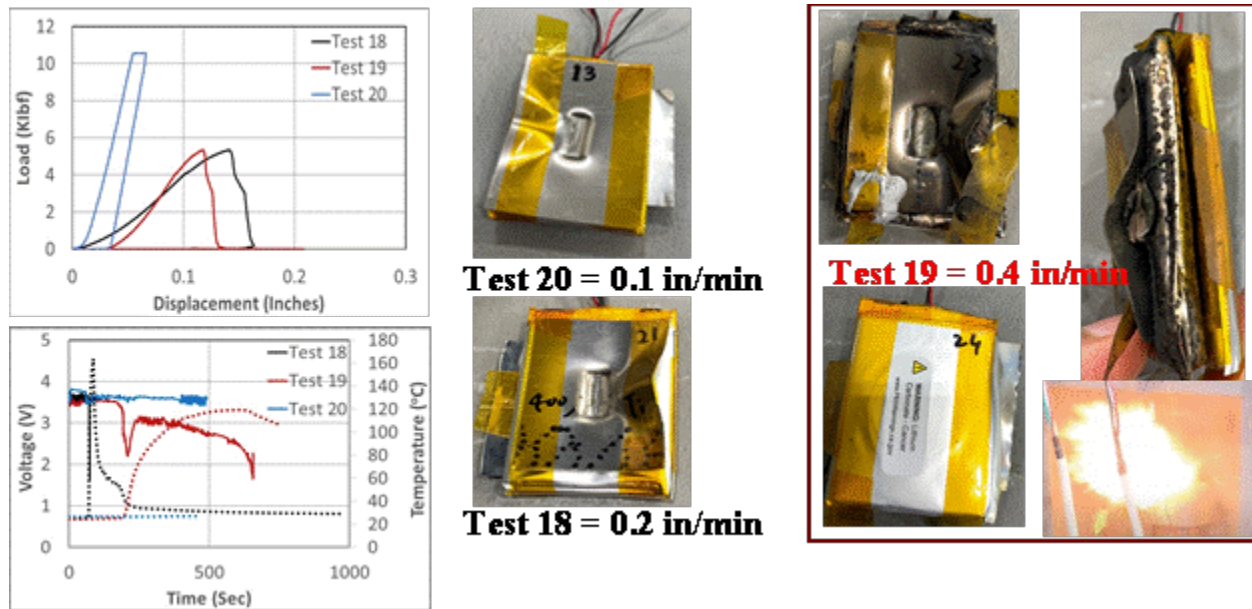 12
10
8
6
4
2
0
Load (Klbf)
Test 18
Test 19
Test 20
0
0.1
0.2
0.3
Displacement (Inches)
5
4
3
2
1
0
Voltage (V)
Test 18
Test 19
Test 20
180
160
140
120
100
80
60
40
20
0
Temperature (°C)
0
500
1000
Time (Sec)
13
Test 20 = 0.1 in/min
21
400
Test 18 = 0.2 in/min
23
Test 19 = 0.4 in/min
24
WARNING